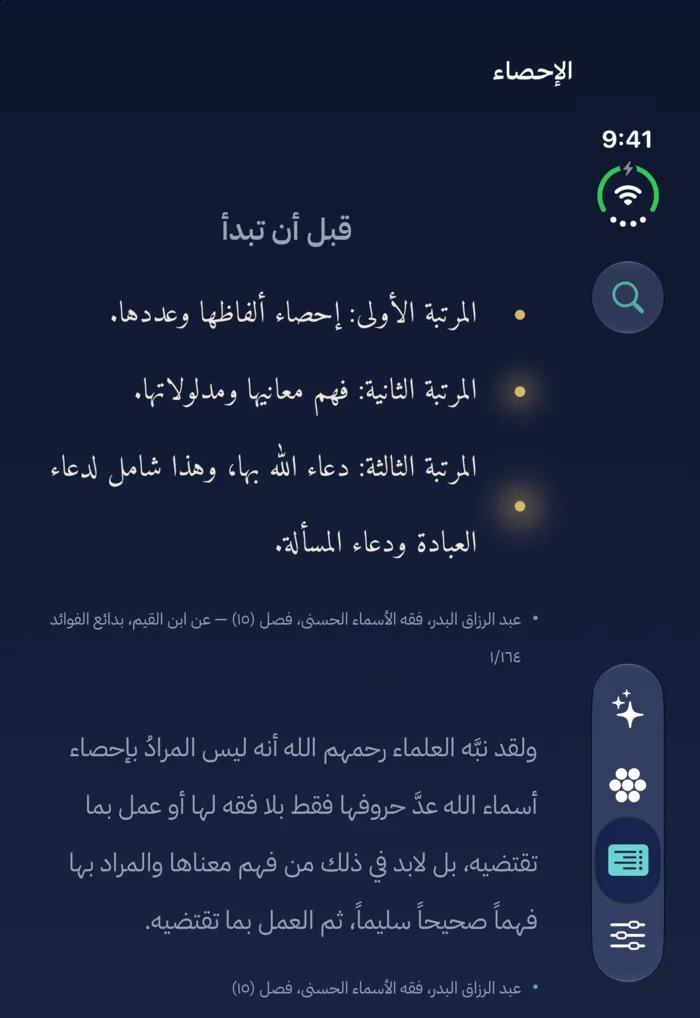 الإحصاء
9:41
قبل أن تبدأ
المرتبة الأولى: إحصاء ألفاظها وعددها.
المرتبة الثانية: فهم معانيها ومدلولاتها.
المرتبة الثالثة: دعاء الله بها، وهذا شامل لدعاء
العبادة ودعاء المسألة.
• عبد الرزاق البدر، فقه الأسماء الحسنى، فصل (١٥) — عن ابن القيم، بدائع الفوائد
١/١٦٤
ولقد نبَّه العلماء رحمهم الله أنه ليس المرادُ بإحصاء
أسماء الله عدَّ حروفها فقط بلا فقه لها أو عمل بما
تقتضيه، بل لابد في ذلك من فهم معناها والمراد بها
فهماً صحيحاً سليماً، ثم العمل بما تقتضيه.
• عبد الرزاق البدر، فقه الأسماء الحسنى، فصل (١٥)